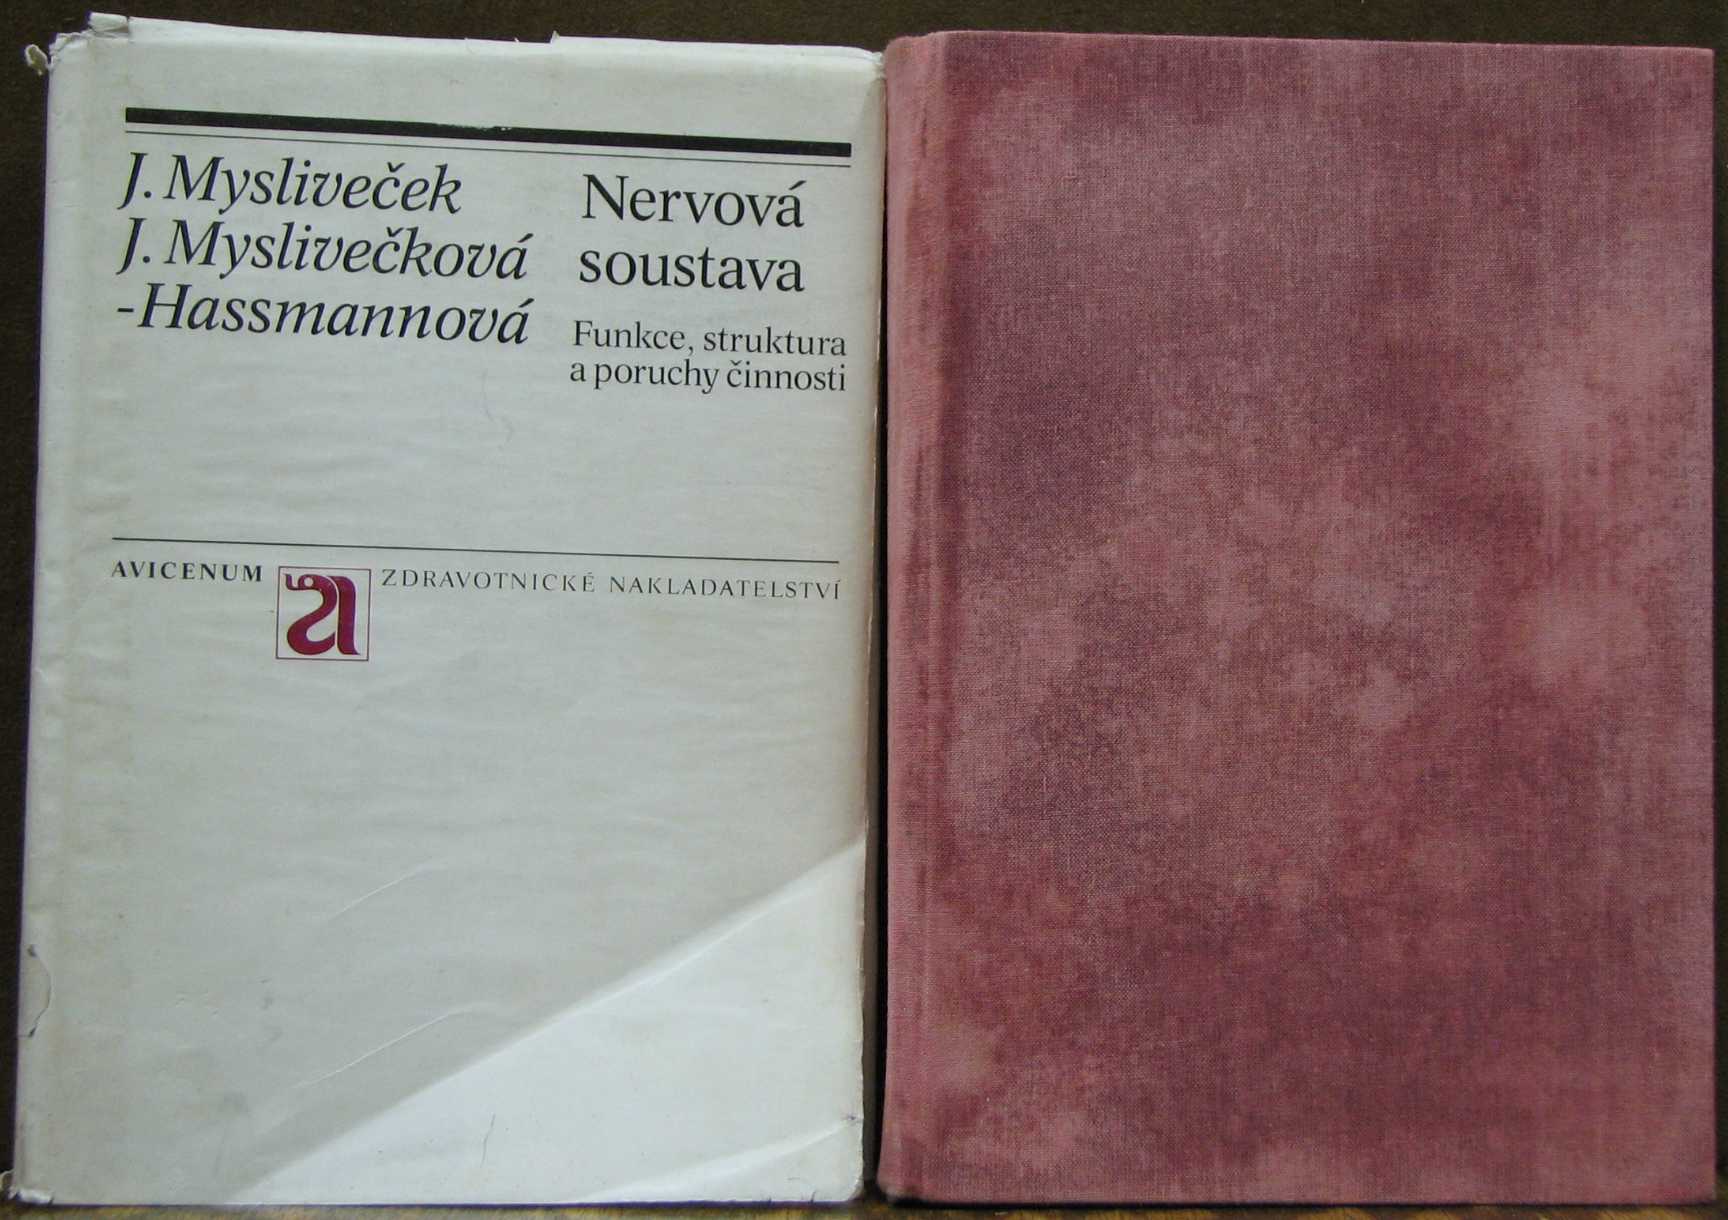 J. Mysliveček
J. Myslivečková
-Hassmannová
Nervová
soustava
Funkce, struktura
a poruchy činnosti
AVICENUM ZDRAVOTNICKÉ NAKLADATELSTVÍ